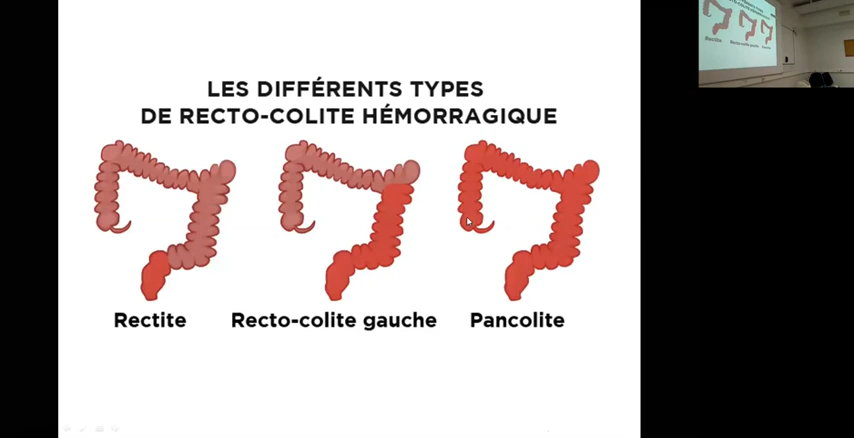 LES DIFFÉRENTS TYPES
DE RECTO-COLITE HÉMORRAGIQUE
Rectite
Recto-colite gauche
Pancolite